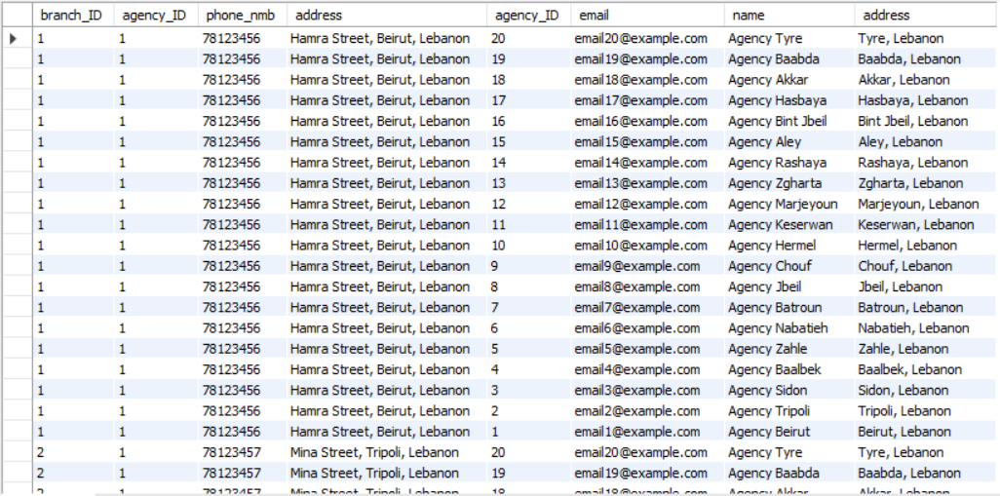 branch_ID agency_ID phone_nmb address agency_ID email name address
1 1 78123456 Hamra Street, Beirut, Lebanon 20 email20@example.com Agency Tyre Tyre, Lebanon
1 1 78123456 Hamra Street, Beirut, Lebanon 19 email19@example.com Agency Baabda Baabda, Lebanon
1 1 78123456 Hamra Street, Beirut, Lebanon 18 email18@example.com Agency Akkar Akkar, Lebanon
1 1 78123456 Hamra Street, Beirut, Lebanon 17 email17@example.com Agency Hasbaya Hasbaya, Lebanon
1 1 78123456 Hamra Street, Beirut, Lebanon 16 email16@example.com Agency Bint Jbeil Bint Jbeil, Lebanon
1 1 78123456 Hamra Street, Beirut, Lebanon 15 email15@example.com Agency Aley Aley, Lebanon
1 1 78123456 Hamra Street, Beirut, Lebanon 14 email14@example.com Agency Rashaya Rashaya, Lebanon
1 1 78123456 Hamra Street, Beirut, Lebanon 13 email13@example.com Agency Zgharta Zgharta, Lebanon
1 1 78123456 Hamra Street, Beirut, Lebanon 12 email12@example.com Agency Marjeyoun Marjeyoun, Lebanon
1 1 78123456 Hamra Street, Beirut, Lebanon 11 email11@example.com Agency Keserwan Keserwan, Lebanon
1 1 78123456 Hamra Street, Beirut, Lebanon 10 email10@example.com Agency Hermel Hermel, Lebanon
1 1 78123456 Hamra Street, Beirut, Lebanon 9 email9@example.com Agency Chouf Chouf, Lebanon
1 1 78123456 Hamra Street, Beirut, Lebanon 8 email8@example.com Agency Jbeil Jbeil, Lebanon
1 1 78123456 Hamra Street, Beirut, Lebanon 7 email7@example.com Agency Batroun Batroun, Lebanon
1 1 78123456 Hamra Street, Beirut, Lebanon 6 email6@example.com Agency Nabatieh Nabatieh, Lebanon
1 1 78123456 Hamra Street, Beirut, Lebanon 5 email5@example.com Agency Zahle Zahle, Lebanon
1 1 78123456 Hamra Street, Beirut, Lebanon 4 email4@example.com Agency Baalbek Baalbek, Lebanon
1 1 78123456 Hamra Street, Beirut, Lebanon 3 email3@example.com Agency Sidon Sidon, Lebanon
1 1 78123456 Hamra Street, Beirut, Lebanon 2 email2@example.com Agency Tripoli Tripoli, Lebanon
1 1 78123456 Hamra Street, Beirut, Lebanon 1 email1@example.com Agency Beirut Beirut, Lebanon
2 1 78123457 Mina Street, Tripoli, Lebanon 20 email20@example.com Agency Tyre Tyre, Lebanon
2 1 78123457 Mina Street, Tripoli, Lebanon 19 email19@example.com Agency Baabda Baabda, Lebanon
2 1 78123457 Mina Street, Tripoli, Lebanon 18 email18@example.com Agency Akkar Akkar, Lebanon